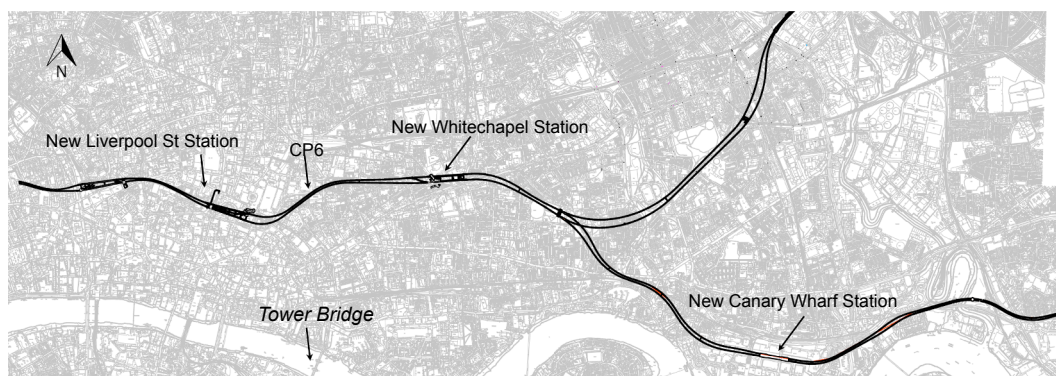 N
New Whitechapel Station
New Liverpool St Station
CP6
New Canary Wharf Station
Tower Bridge